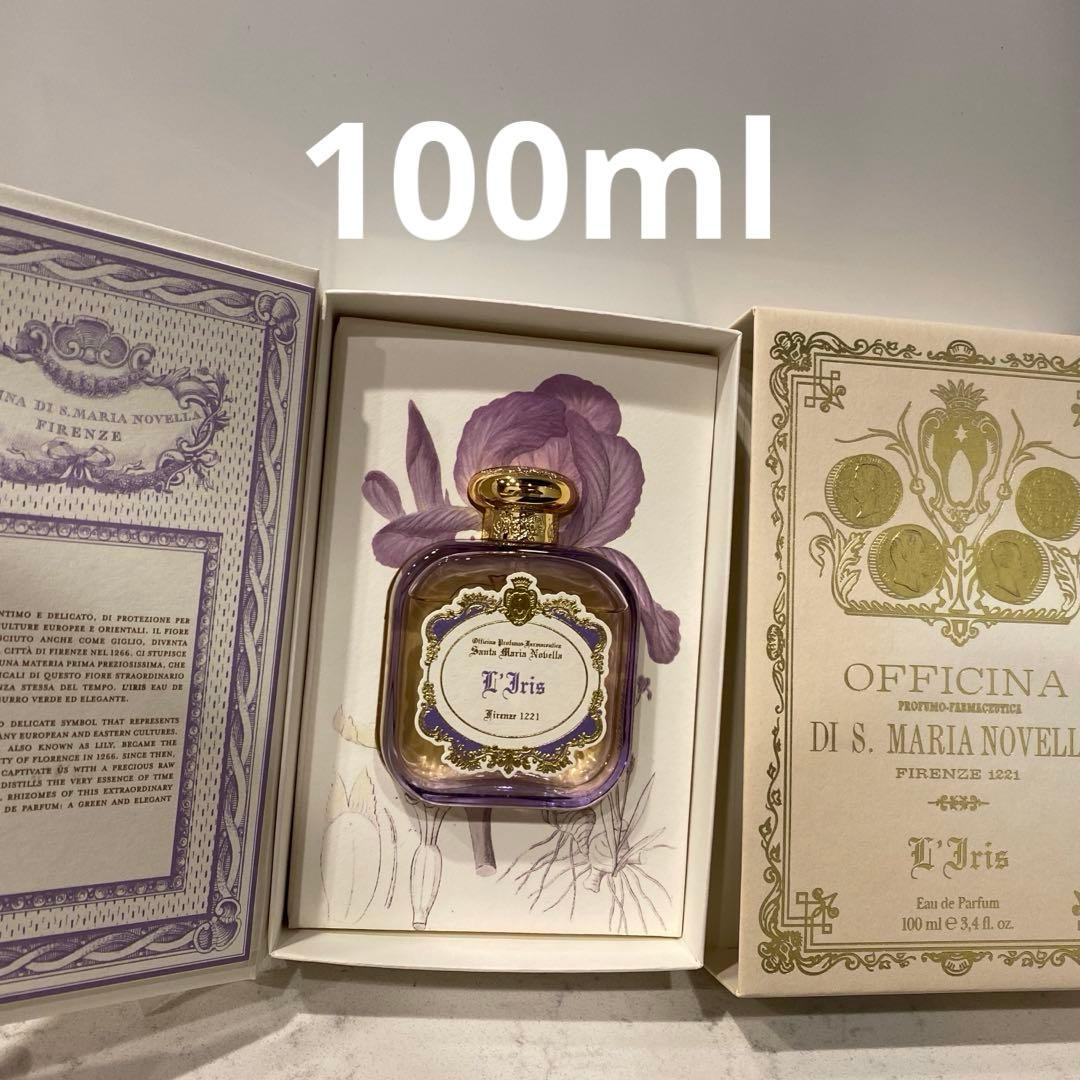 100ml
INA DI S.MARIA NOVELLA
FIRENZE
NTIMO E DELICATO, DI PROTEZIONE PER
CULTURE EUROPEE E ORIENTALI. IL FIORE
SCIUTO ANCHE COME GIGLIO, DIVENTA
CITTÀ DI FIRENZE NEL 1266. CI STUPISCE
UNA MATERIA PRIMA PREZIOSISSIMA, CHE
ICALI DI QUESTO FIORE STRAORDINARIO
NZA STESSA DEL TEMPO. L'IRIS EAU DE
URRO VERDE ED ELEGANTE.
D DELICATE SYMBOL THAT REPRESENTS
ANY EUROPEAN AND EASTERN CULTURES.
ALSO KNOWN AS LILY, BECAME THE
TY OF FLORENCE IN 1266. SINCE THEN,
CAPTIVATE US WITH A PRECIOUS RAW
DISTILLS THE VERY ESSENCE OF TIME
RHIZOMES OF THIS EXTRAORDINARY
DE PARFUM: A GREEN AND ELEGANT
Officina Profumo-Farmaceutica
Santa Maria Novella
L'Iris
Firenze 1221
OFFICINA
PROFUMO-FARMACEUTICA
DI S. MARIA NOVELL
FIRENZE 1221
L'Iris
Eau de Parfum
100 ml e 3,4 fl. oz.